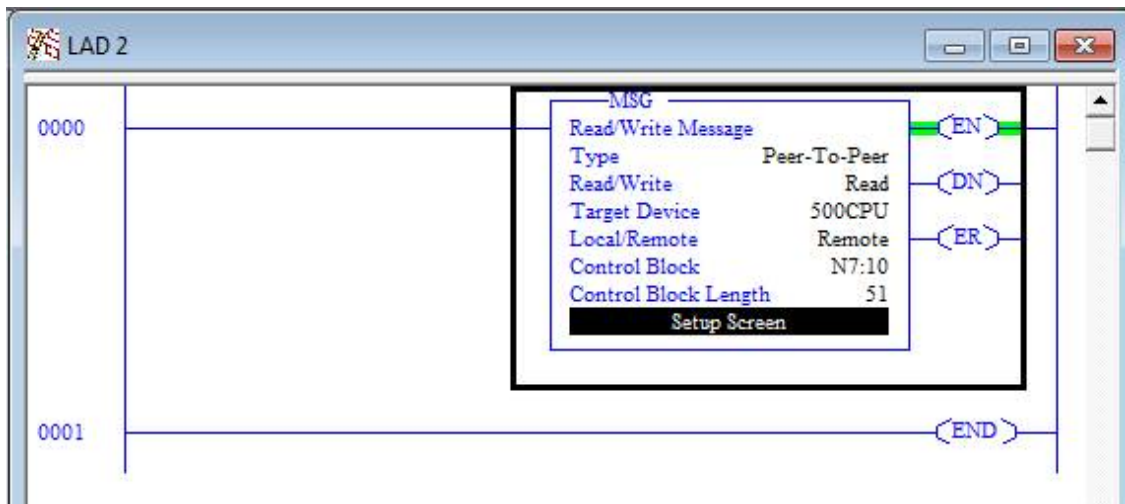 LAD 2
MSG
0000
Read/Write Message
EN
Type Peer-To-Peer
Read/Write Read
DN
Target Device 500CPU
Local/Remote Remote
ER
Control Block N7:10
Control Block Length 51
Setup Screen
0001
END